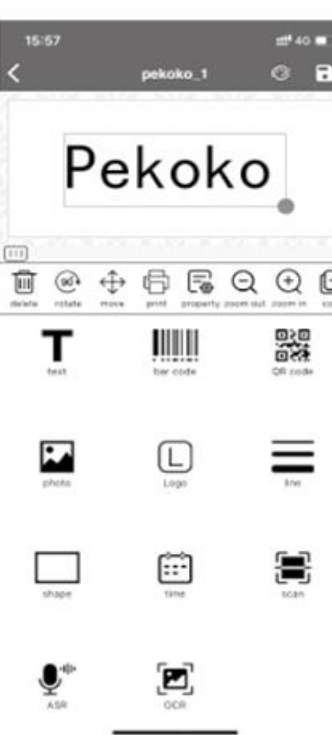 15:57 4G
pekoko_1
Pekoko
delete rotate move print property zoom out zoom in
text bar code QR code
photo Logo line
shape time scan
ASR OCR